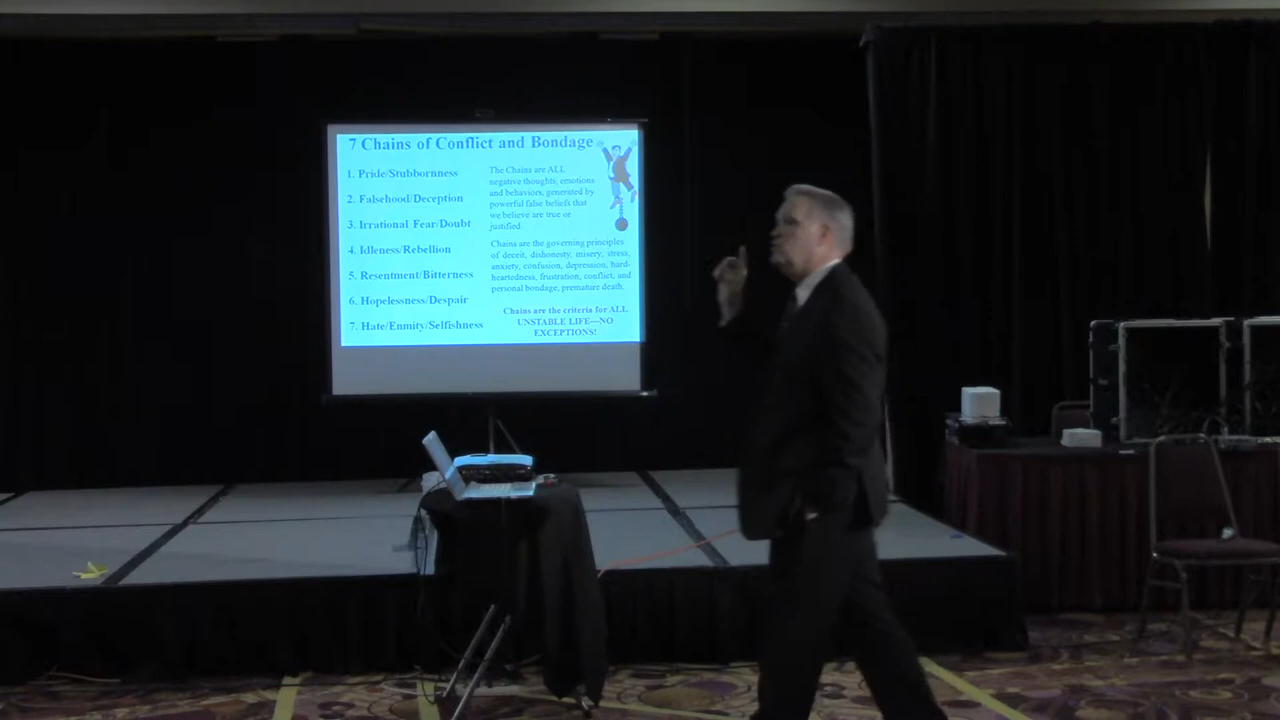 7 Chains of Conflict and Bondage
1. Pride/Stubbornness
2. Falsehood/Deception
3. Irrational Fear/Doubt
4. Idleness/Rebellion
5. Resentment/Bitterness
6. Hopelessness/Despair
7. Hate/Enmity/Selfishness
The Chains are ALL
negative thoughts, emotions
and behaviors, generated by
powerful false beliefs that
we believe are true or
justified.
Chains are the governing principles
of deceit, dishonesty, misery, stress,
anxiety, confusion, depression, hard-
heartedness, frustration, conflict, and
personal bondage, premature death.
Chains are the criteria for ALL
UNSTABLE LIFE—NO
EXCEPTIONS!